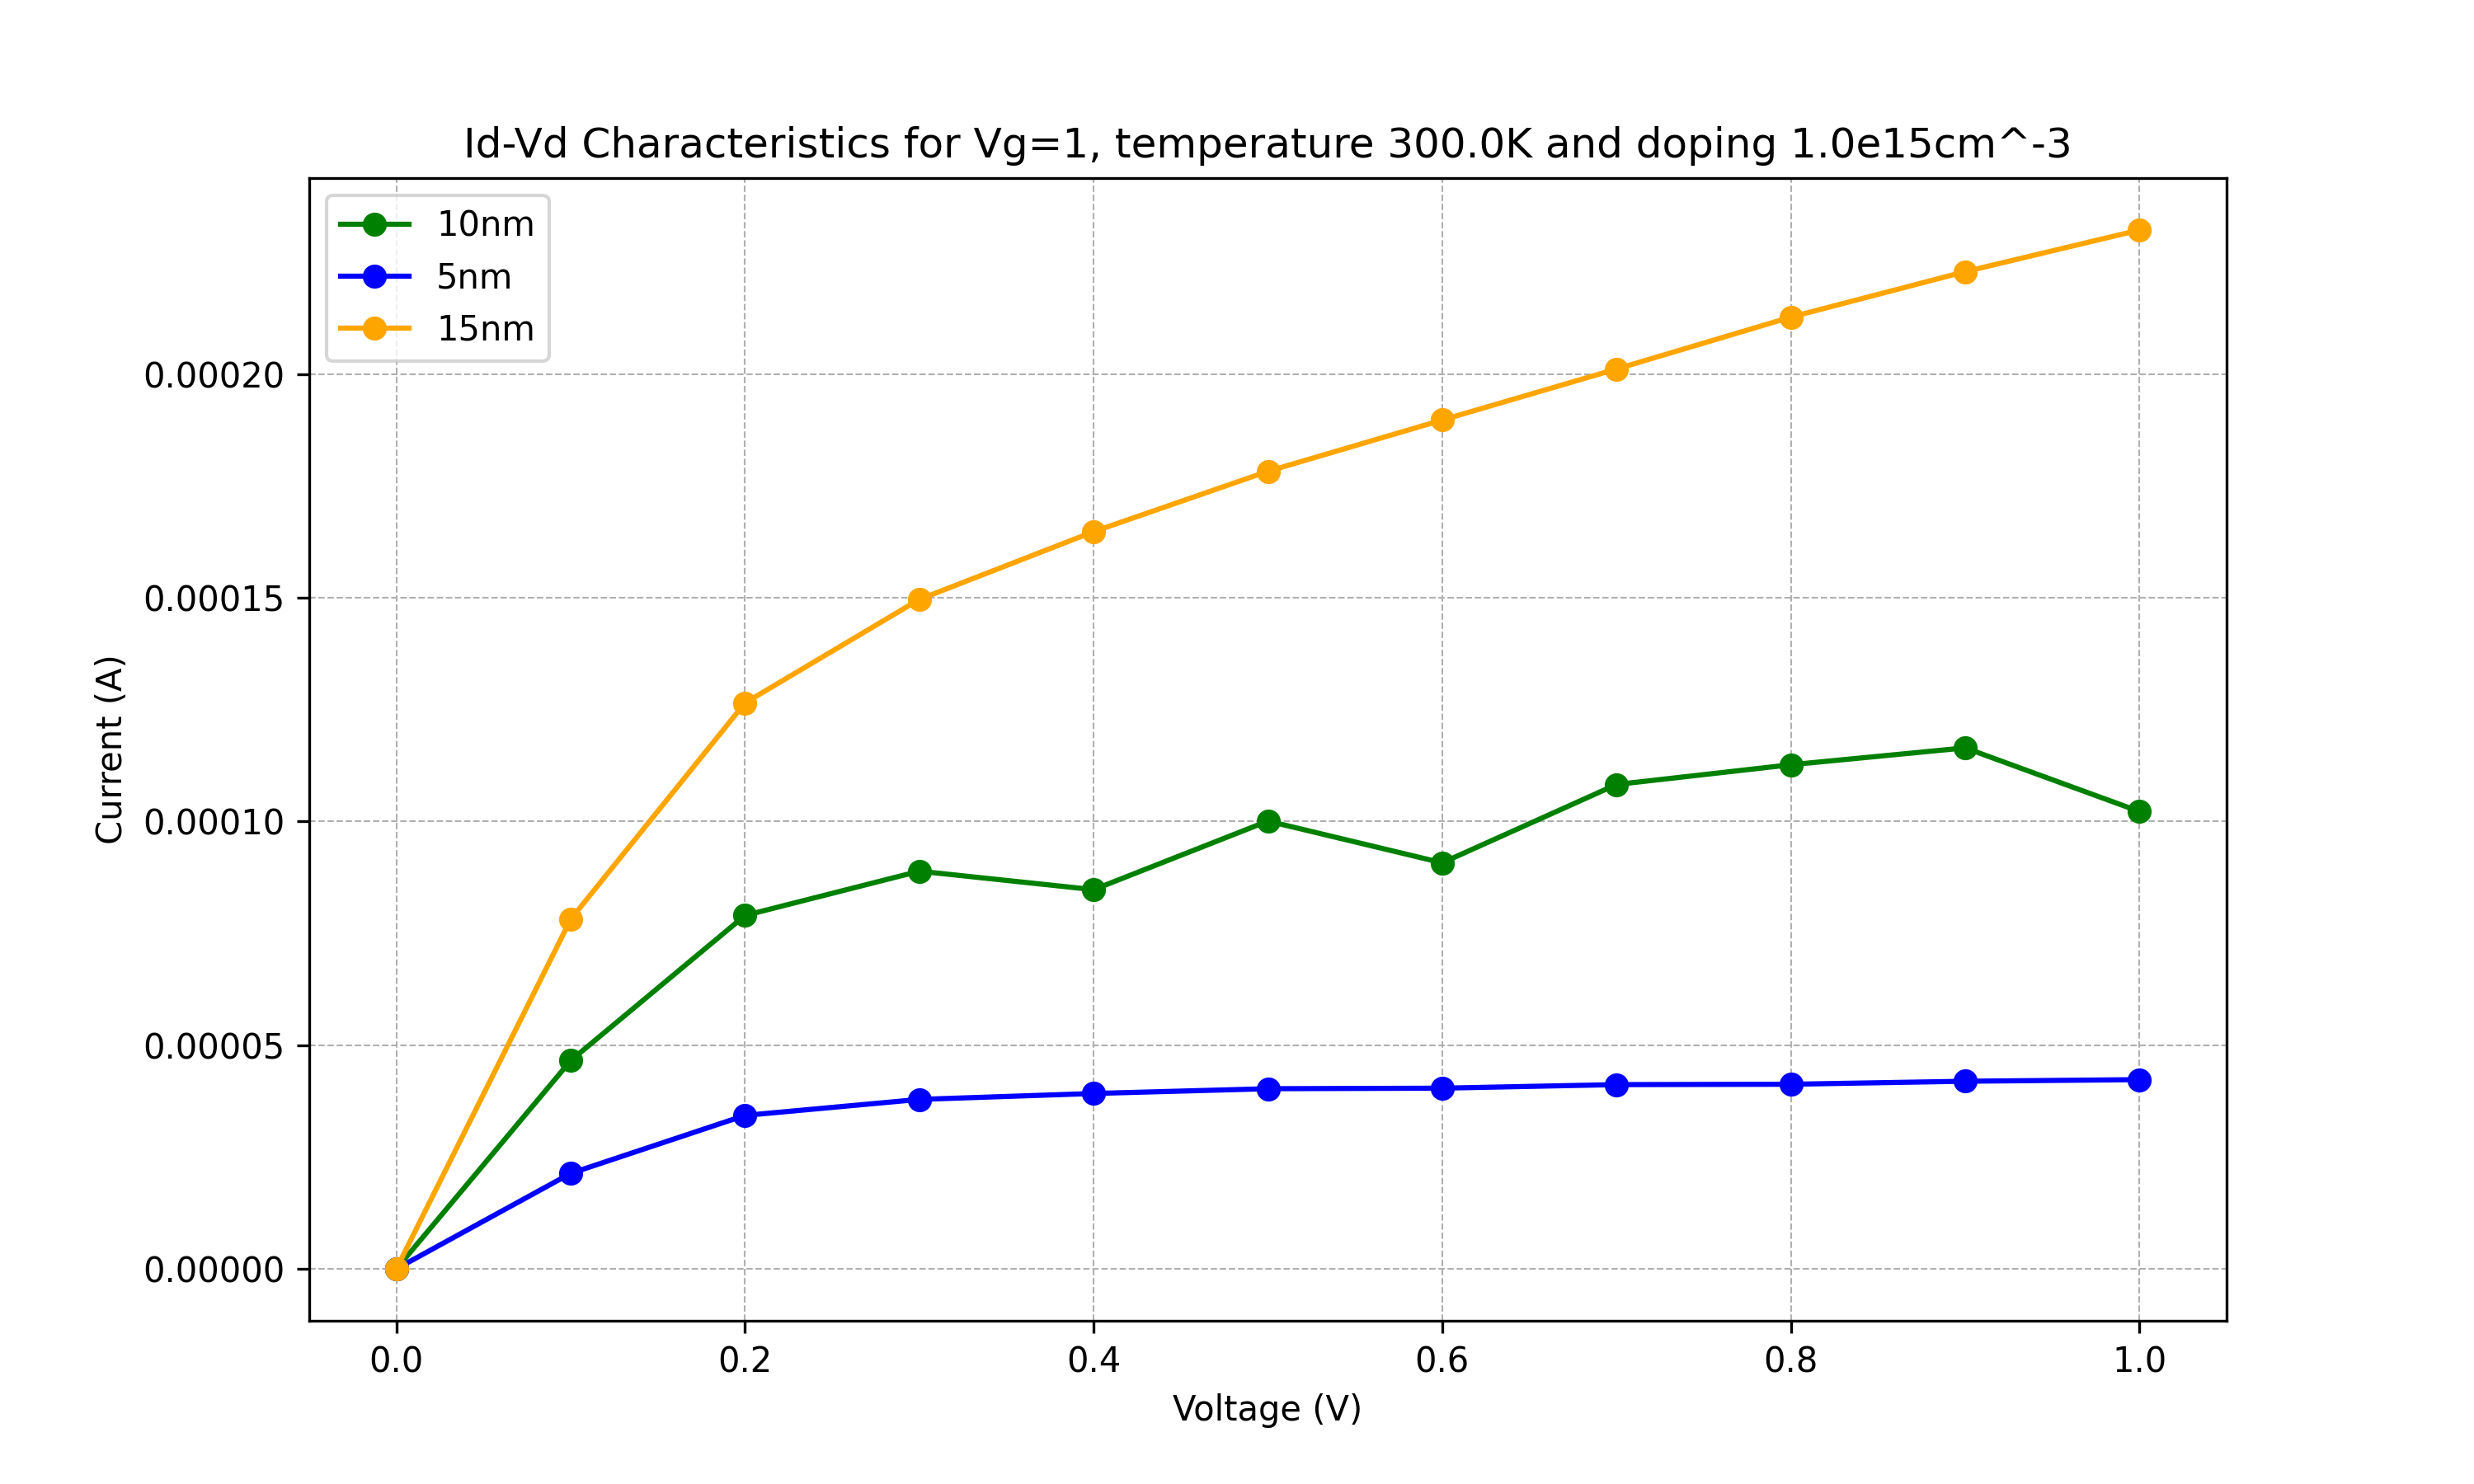 Id-Vd Characteristics for Vg=1, temperature 300.0K and doping 1.0e15cm^-3
10nm
5nm
15nm
0.00020
0.00015
0.00010
0.00005
0.00000
Current (A)
0.0 0.2 0.4 0.6 0.8 1.0
Voltage (V)